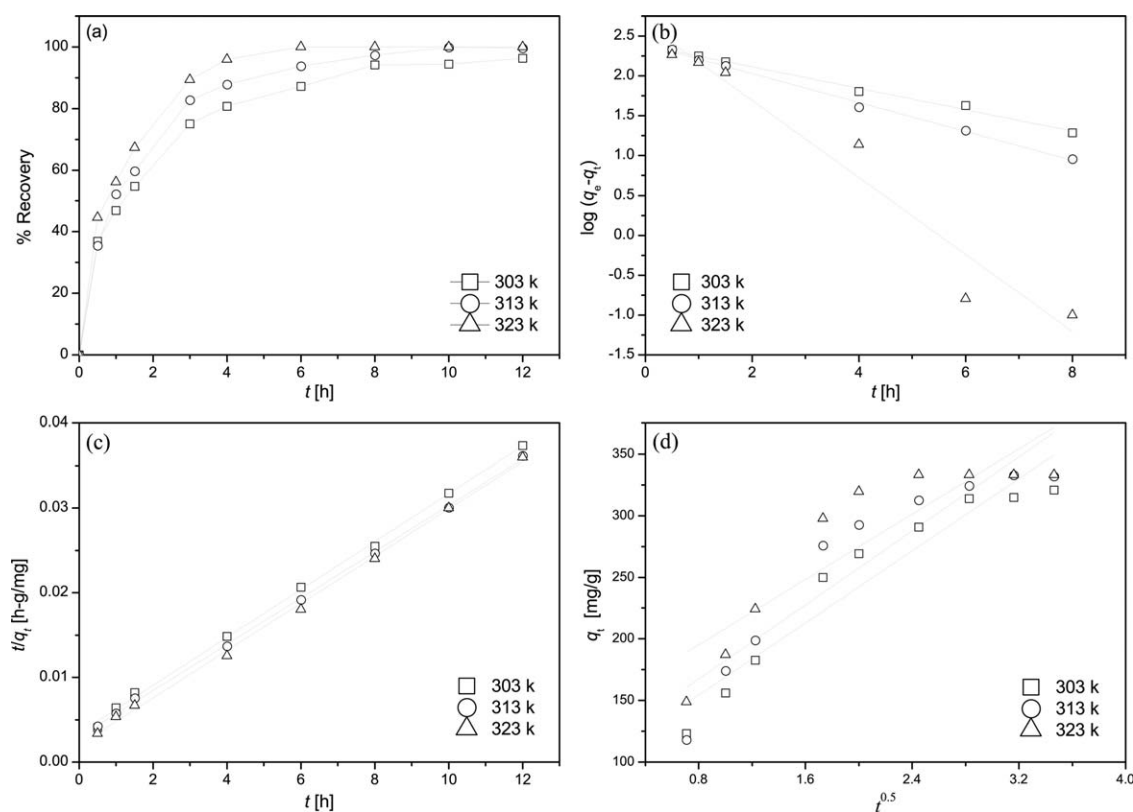 (a)
% Recovery
100
80
60
40
20
0
0 2 4 6 8 10 12
t [h]
303 k
313 k
323 k
(b)
log (qe-qt)
2.5
2.0
1.5
1.0
0.5
0.0
-0.5
-1.0
-1.5
0 2 4 6 8
t [h]
303 k
313 k
323 k
(c)
t/qt [h-g/mg]
0.04
0.03
0.02
0.01
0.00
0 2 4 6 8 10 12
t [h]
303 k
313 k
323 k
(d)
qt [mg/g]
350
300
250
200
150
100
0.8 1.6 2.4 3.2 4.0
t0.5
303 k
313 k
323 k